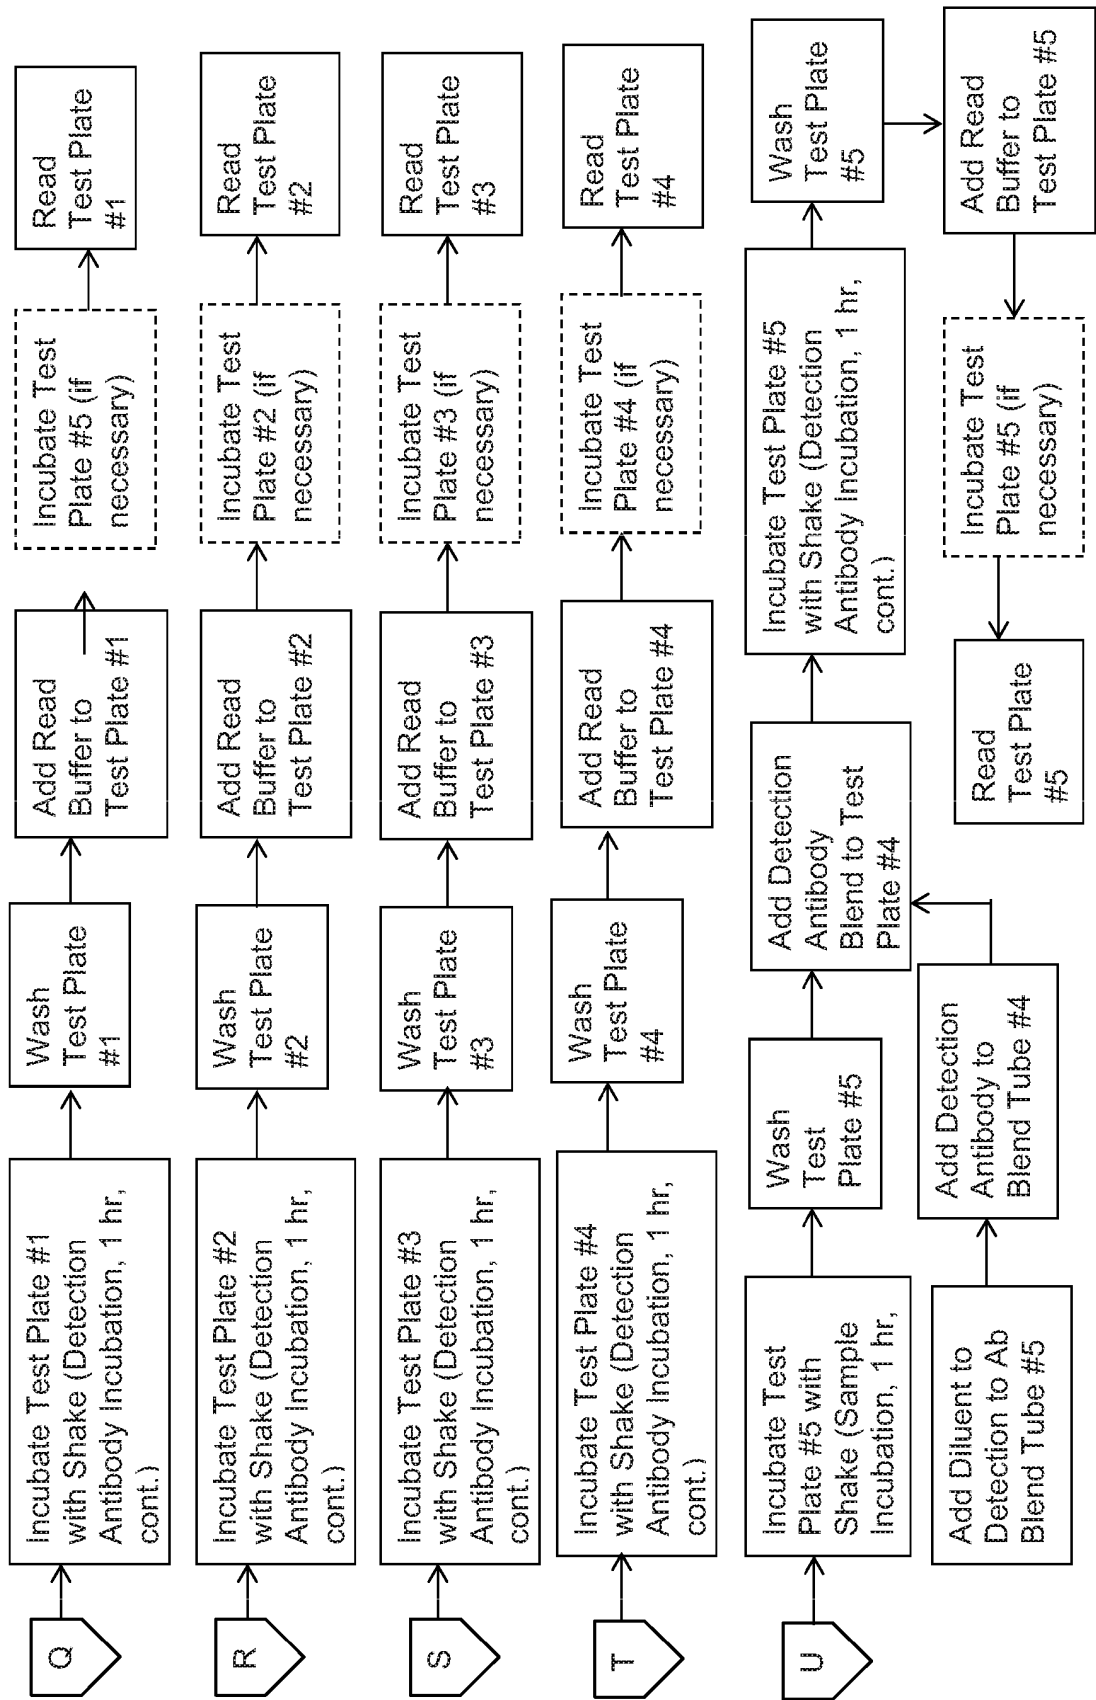 Q
Incubate Test Plate #1
with Shake (Detection
Antibody Incubation, 1 hr,
cont.)
Wash
Test Plate
#1
Add Read
Buffer to
Test Plate #1
Incubate Test
Plate #5 (if
necessary)
Read
Test Plate
#1
R
Incubate Test Plate #2
with Shake (Detection
Antibody Incubation, 1 hr,
cont.)
Wash
Test Plate
#2
Add Read
Buffer to
Test Plate #2
Incubate Test
Plate #2 (if
necessary)
Read
Test Plate
#2
S
Incubate Test Plate #3
with Shake (Detection
Antibody Incubation, 1 hr,
cont.)
Wash
Test Plate
#3
Add Read
Buffer to
Test Plate #3
Incubate Test
Plate #3 (if
necessary)
Read
Test Plate
#3
T
Incubate Test Plate #4
with Shake (Detection
Antibody Incubation, 1 hr,
cont.)
Wash
Test Plate
#4
Add Read
Buffer to
Test Plate #4
Incubate Test
Plate #4 (if
necessary)
Read
Test Plate
#4
U
Incubate Test
Plate #5 with
Shake (Sample
Incubation, 1 hr,
Wash
Test
Plate #5
Add Detection
Antibody
Blend to Test
Plate #4
Incubate Test Plate #5
with Shake (Detection
Antibody Incubation, 1 hr,
cont.)
Wash
Test Plate
#5
Add Diluent to
Detection to Ab
Blend Tube #5
Add Detection
Antibody to
Blend Tube #4
Read
Test Plate
#5
Incubate Test
Plate #5 (if
necessary)
Add Read
Buffer to
Test Plate #5